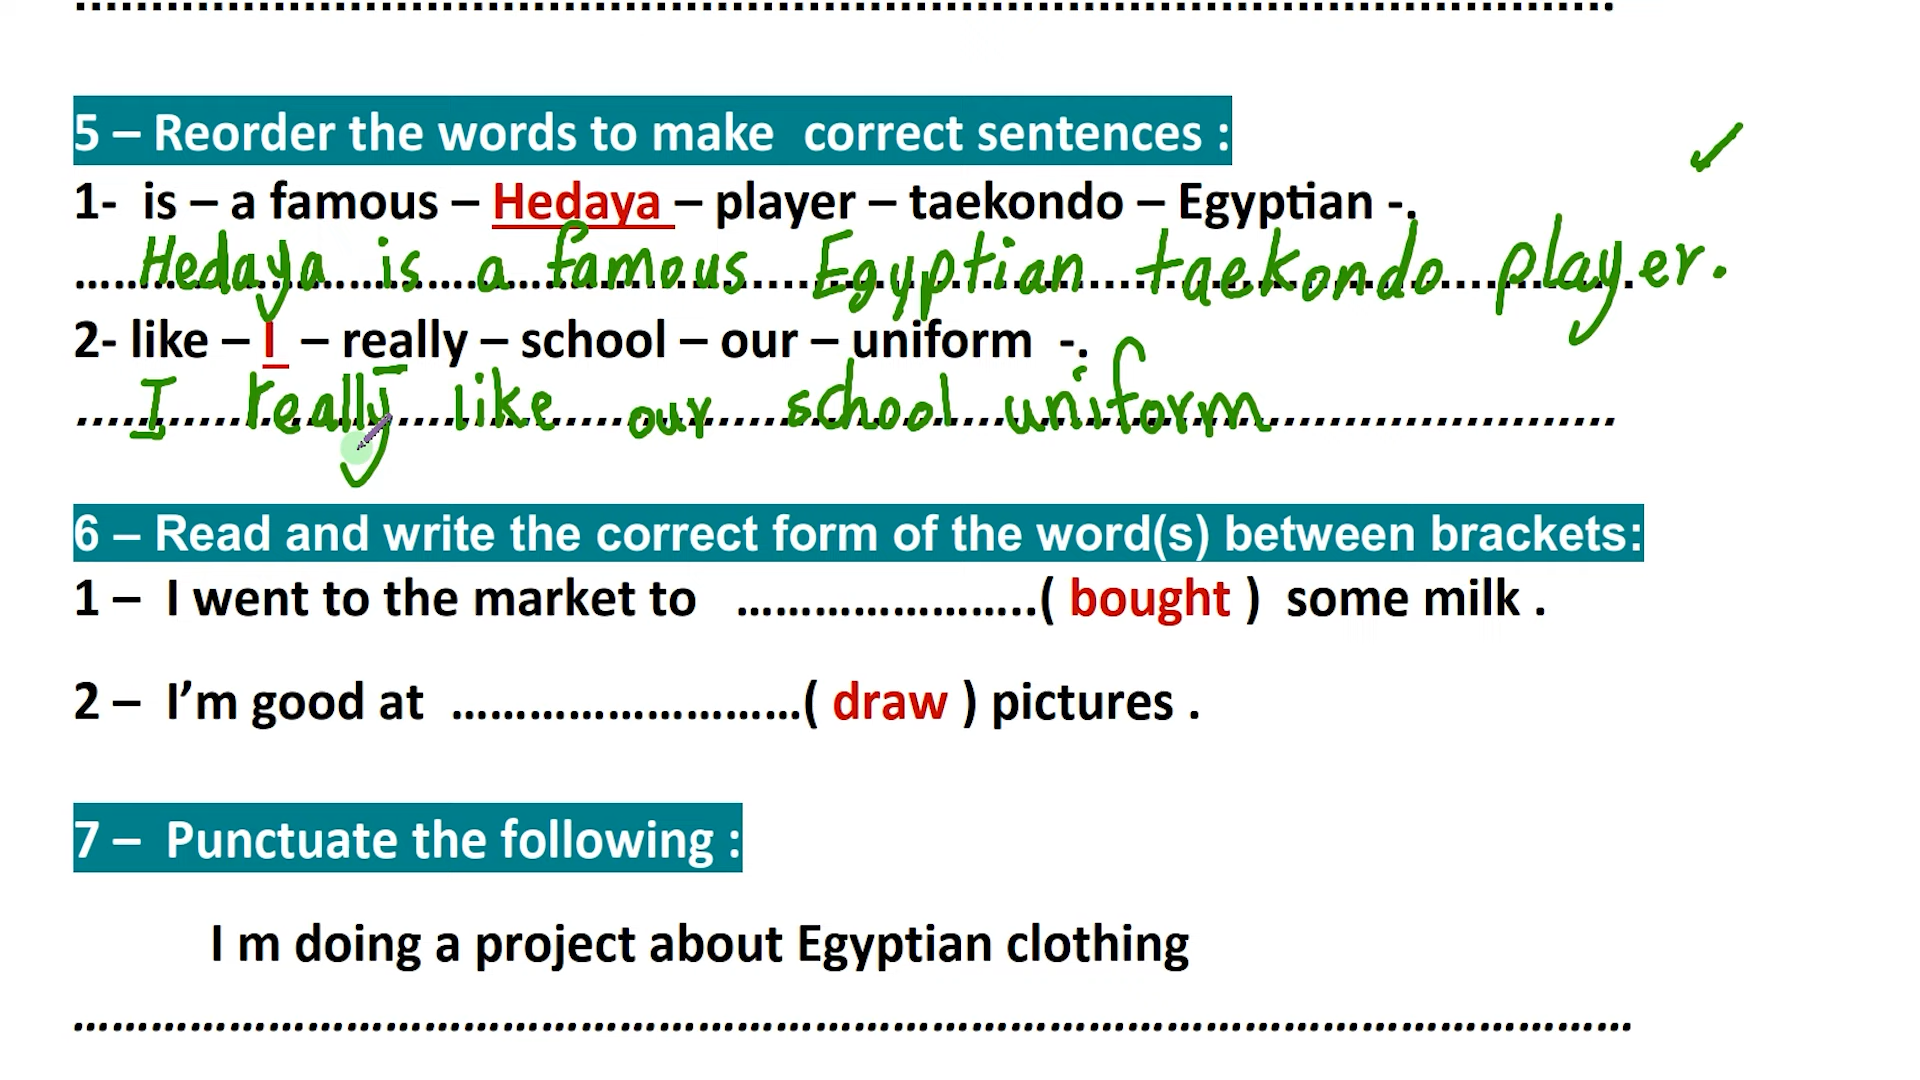 5 – Reorder the words to make correct sentences :
1- is – a famous – Hedaya – player – taekondo – Egyptian -.
Hedaya is a famous Egyptian taekondo player.
2- like – I – really – school – our – uniform -.
I really like our school uniform
6 – Read and write the correct form of the word(s) between brackets:
1 – I went to the market to …………………..( bought ) some milk .
2 – I’m good at ………………………( draw ) pictures .
7 – Punctuate the following :
I m doing a project about Egyptian clothing